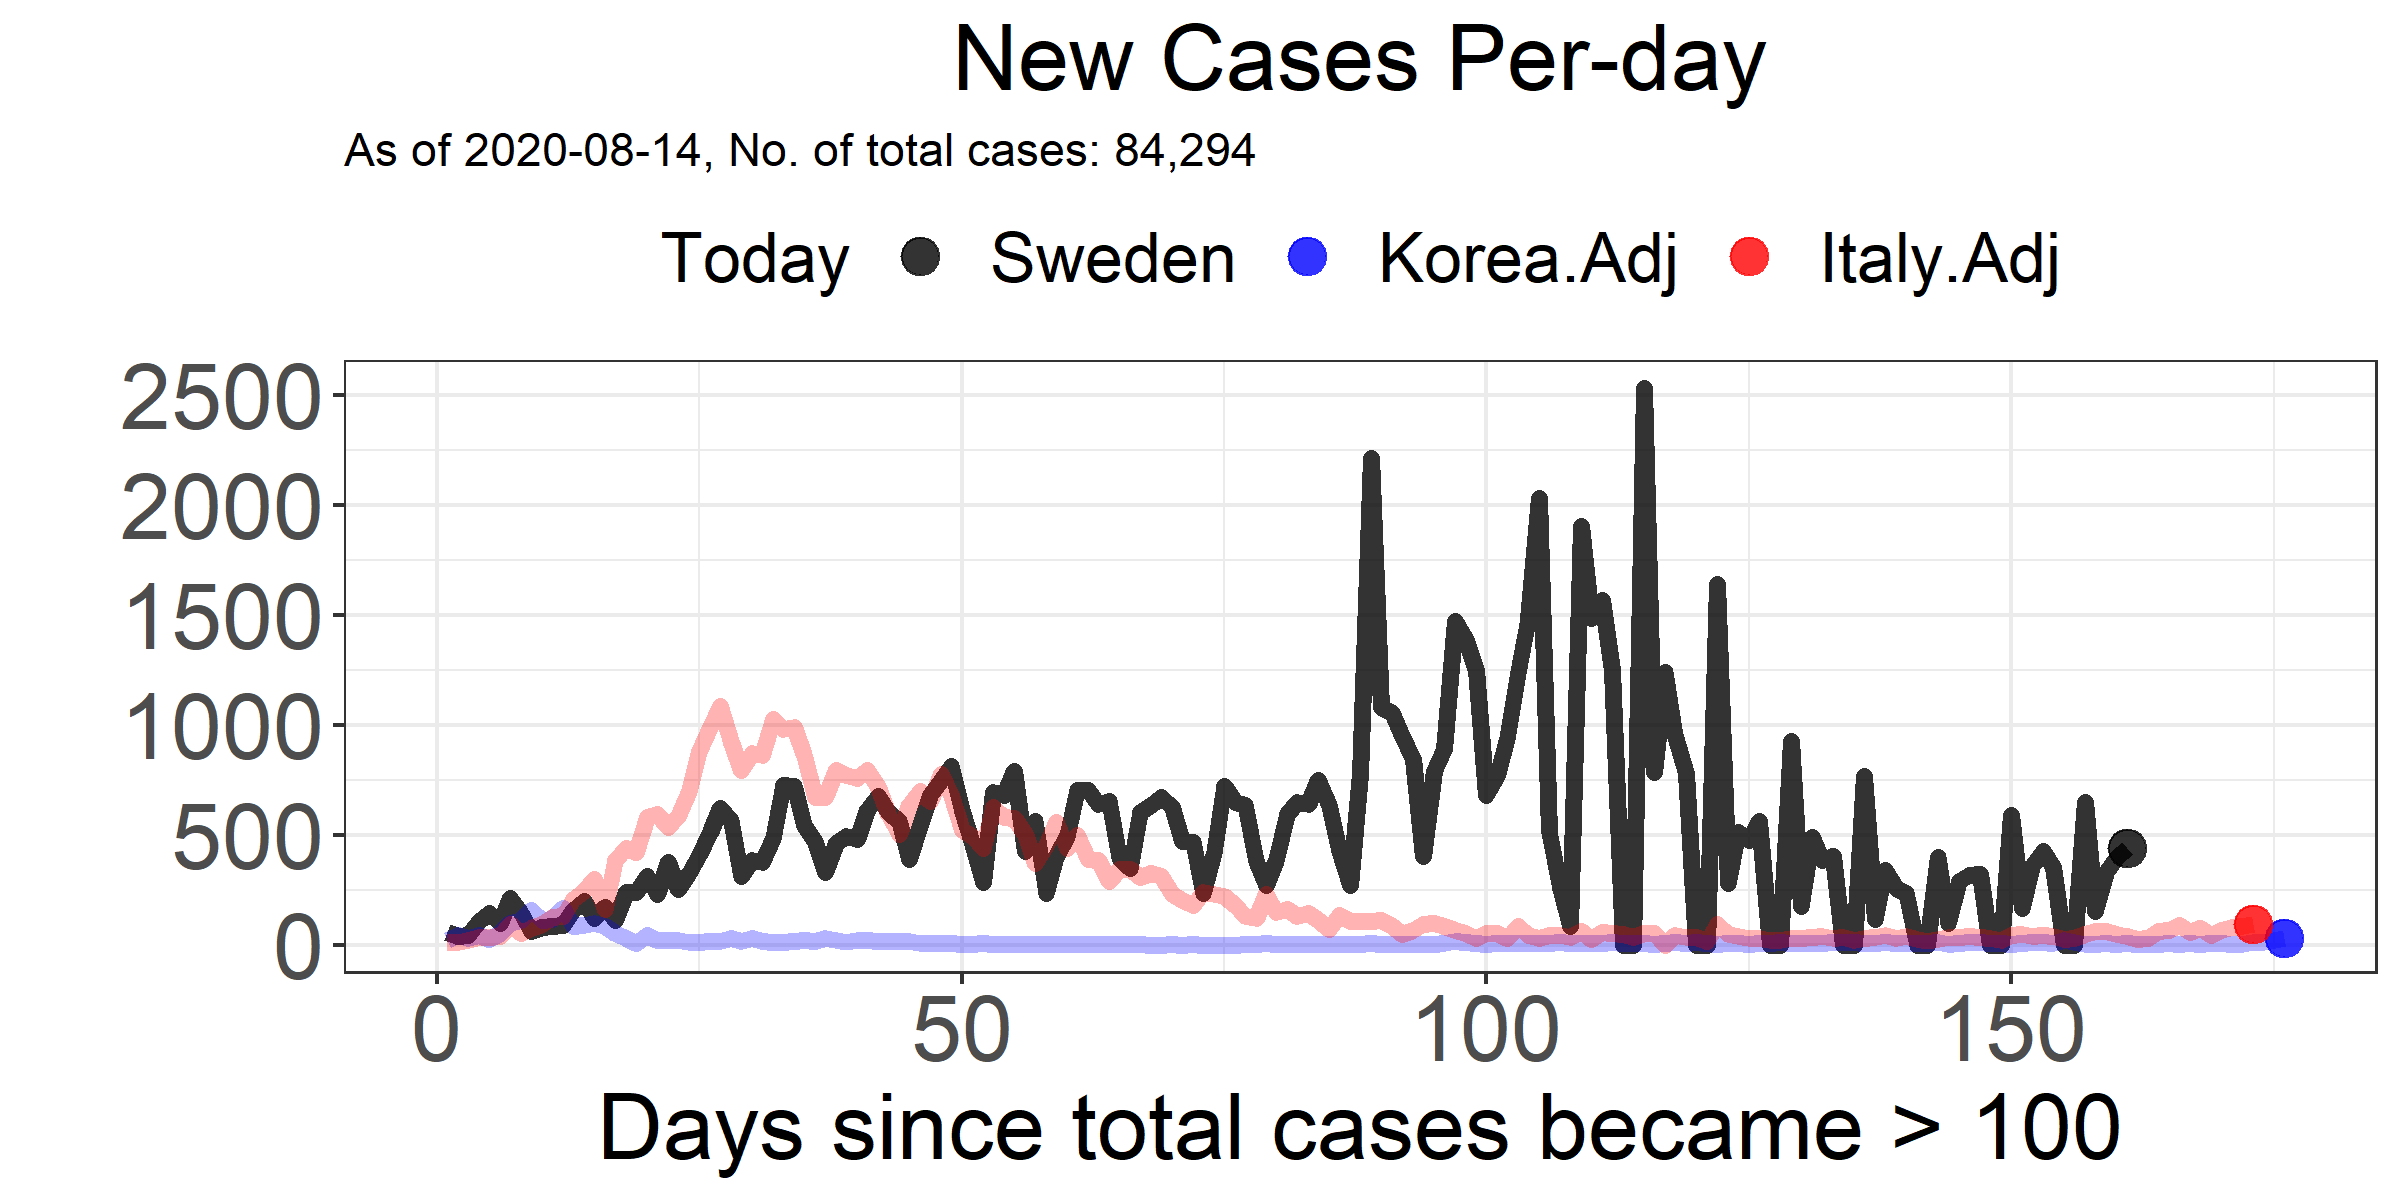 New Cases Per-day
As of 2020-08-14, No. of total cases: 84,294
Today Sweden Korea.Adj Italy.Adj
2500
2000
1500
1000
500
0
0 50 100 150
Days since total cases became > 100